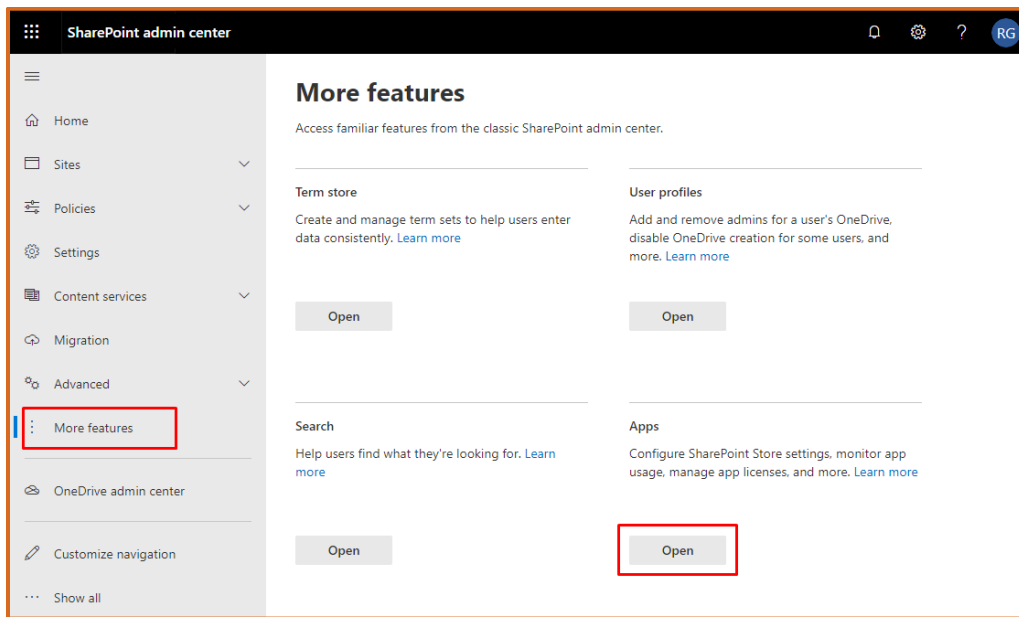 SharePoint admin center
RG
Home
Sites
Policies
Settings
Content services
Migration
Advanced
More features
OneDrive admin center
Customize navigation
Show all
More features
Access familiar features from the classic SharePoint admin center.
Term store
Create and manage term sets to help users enter
data consistently. Learn more
Open
User profiles
Add and remove admins for a user's OneDrive,
disable OneDrive creation for some users, and
more. Learn more
Open
Search
Help users find what they're looking for. Learn
more
Open
Apps
Configure SharePoint Store settings, monitor app
usage, manage app licenses, and more. Learn more
Open